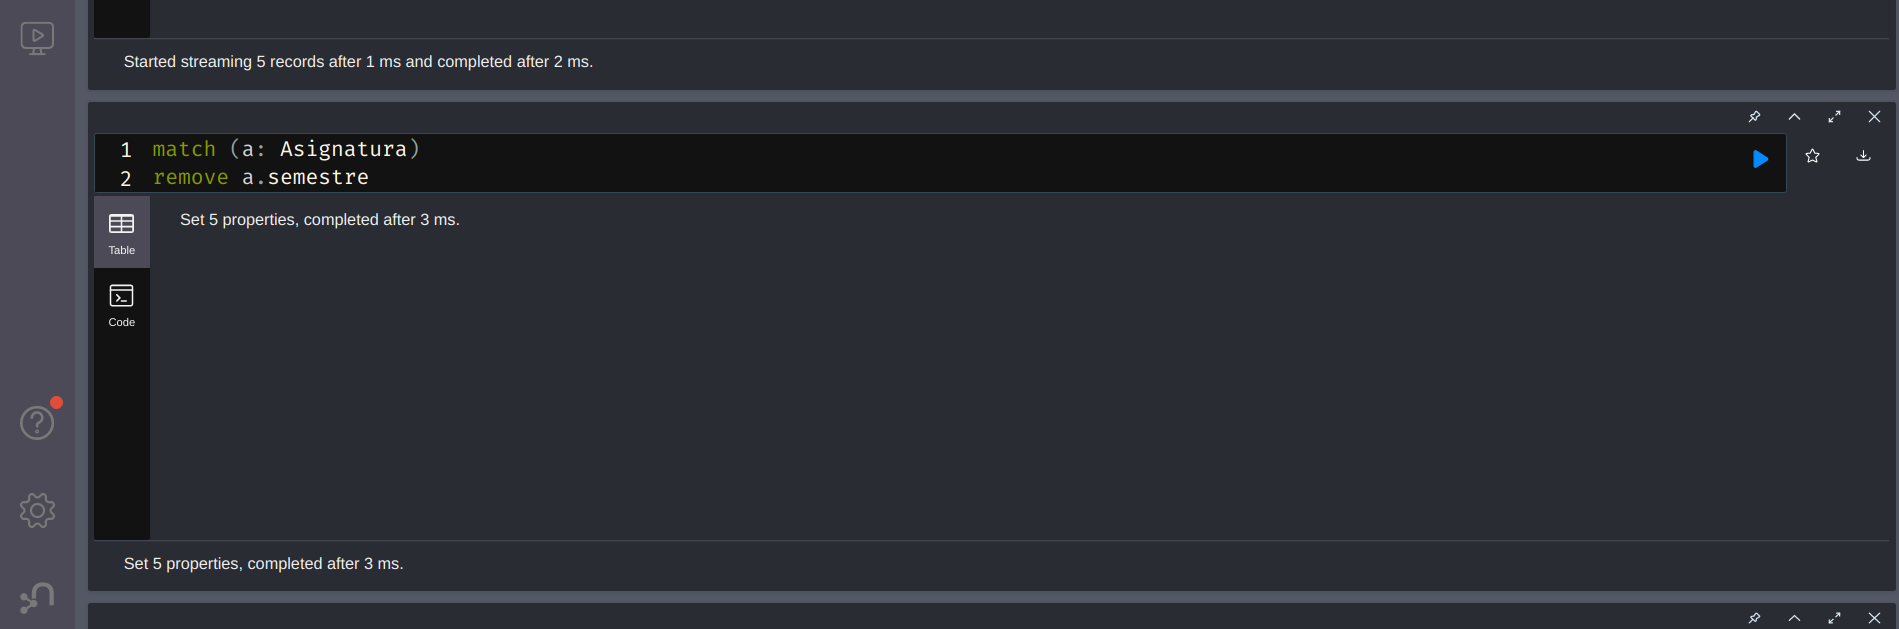 Started streaming 5 records after 1 ms and completed after 2 ms.
1 match (a: Asignatura)
2 remove a.semestre
Table
Set 5 properties, completed after 3 ms.
Code
Set 5 properties, completed after 3 ms.